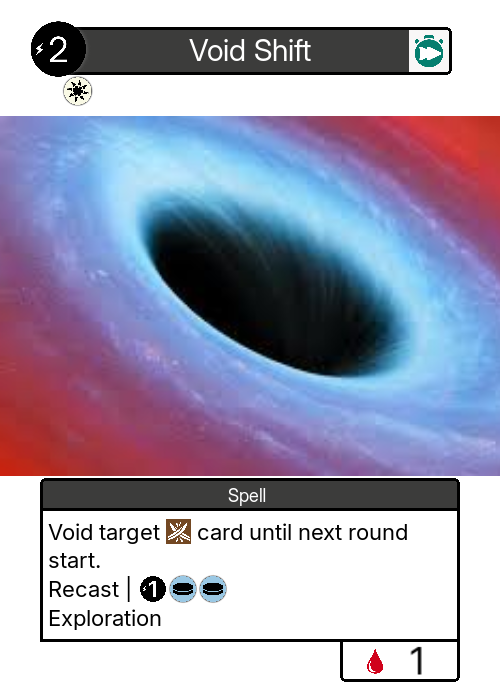 2
Void Shift
Spell
Void target card until next round
start.
Recast | 1
Exploration
1